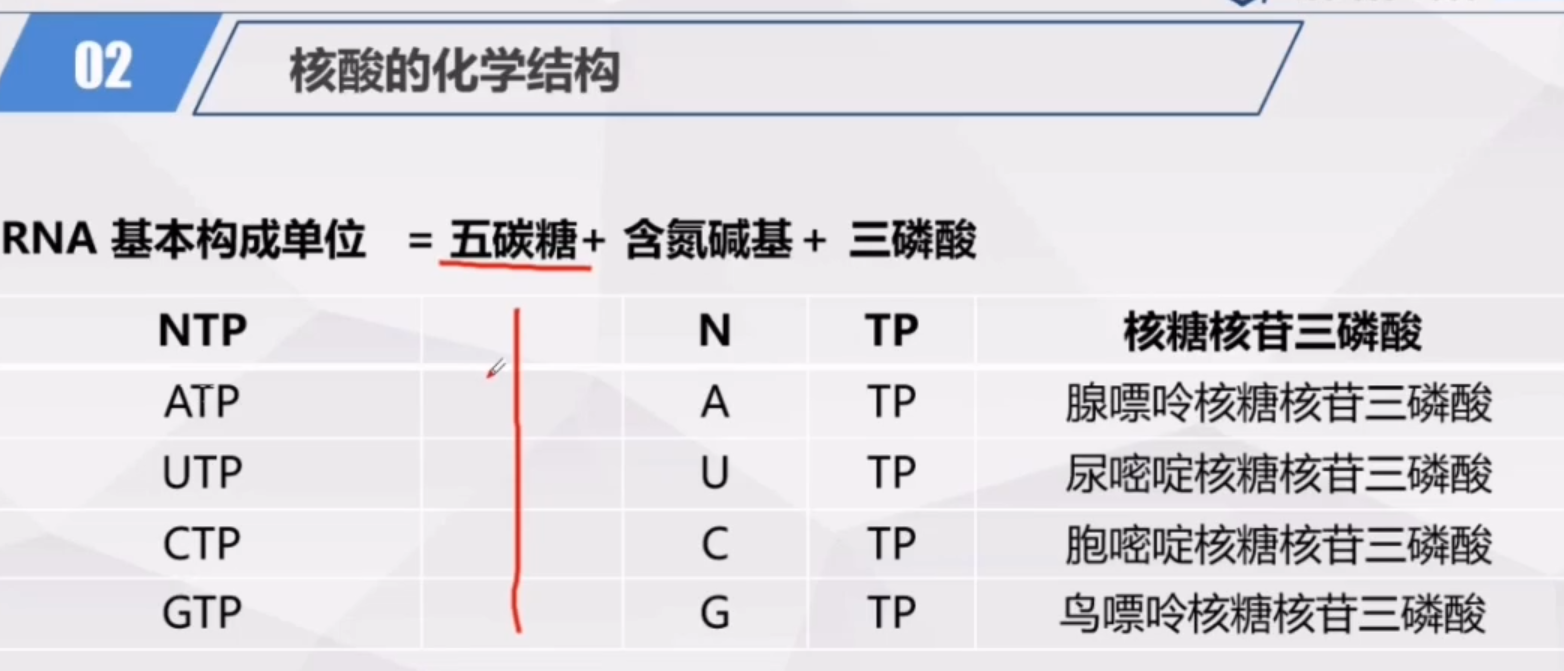 02 核酸的化学结构
RNA 基本构成单位 = 五碳糖+ 含氮碱基+ 三磷酸
NTP N TP 核糖核苷三磷酸
ATP A TP 腺嘌呤核糖核苷三磷酸
UTP U TP 尿嘧啶核糖核苷三磷酸
CTP C TP 胞嘧啶核糖核苷三磷酸
GTP G TP 鸟嘌呤核糖核苷三磷酸